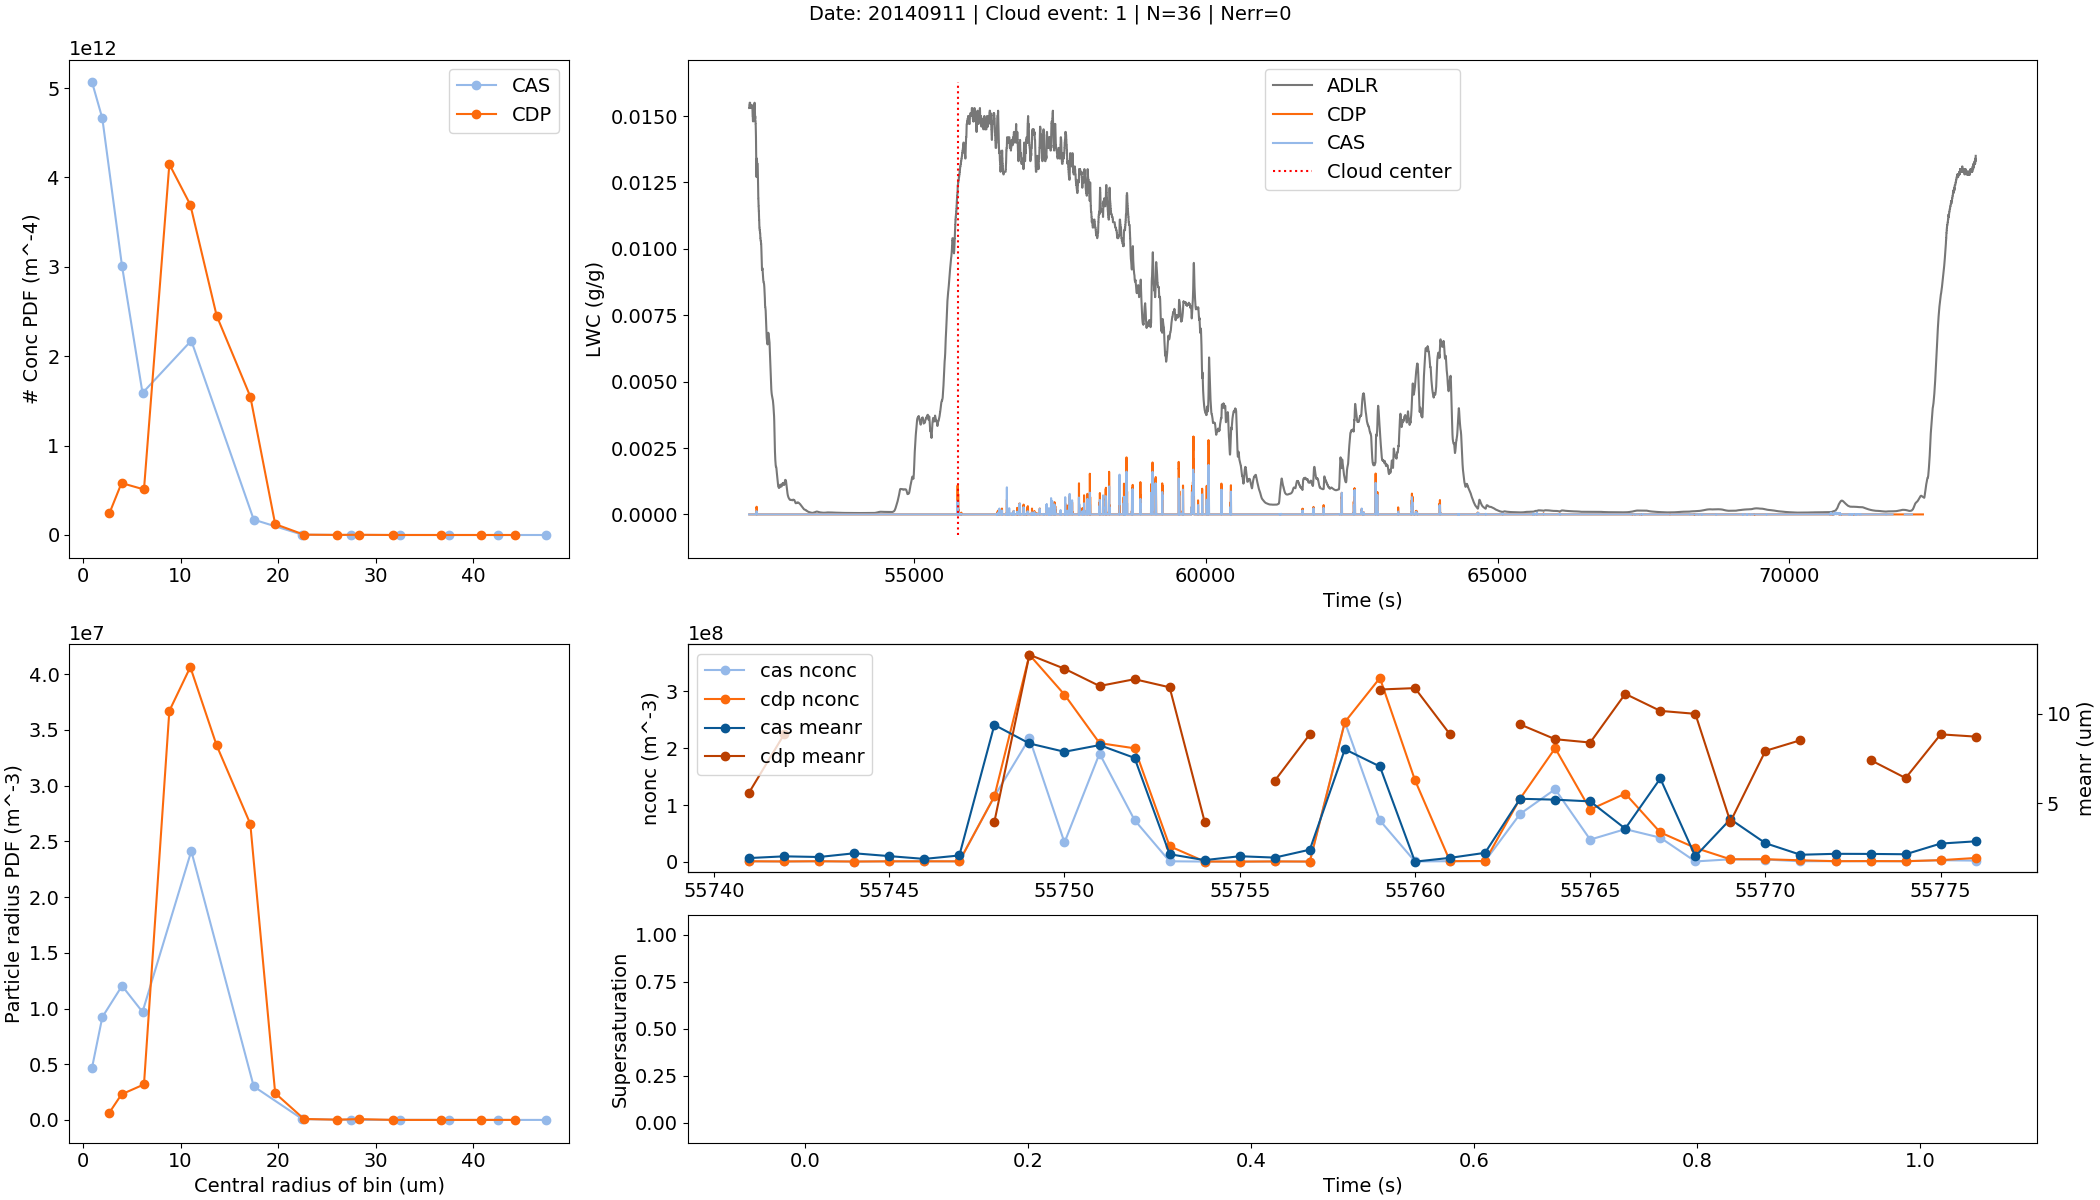 Date: 20140911 | Cloud event: 1 | N=36 | Nerr=0
1e12
# Conc PDF (m^-4)
5
4
3
2
1
0
CAS
CDP
0 10 20 30 40
LWC (g/g)
0.0150
0.0125
0.0100
0.0075
0.0050
0.0025
0.0000
ADLR
CDP
CAS
Cloud center
55000 60000 65000 70000
Time (s)
1e7
Particle radius PDF (m^-3)
4.0
3.5
3.0
2.5
2.0
1.5
1.0
0.5
0.0
0 10 20 30 40
Central radius of bin (um)
1e8
nconc (m^-3)
3
2
1
0
cas nconc
cdp nconc
cas meanr
cdp meanr
10
5
meanr (um)
55740 55745 55750 55755 55760 55765 55770 55775
Supersaturation
1.00
0.75
0.50
0.25
0.00
0.0 0.2 0.4 0.6 0.8 1.0
Time (s)